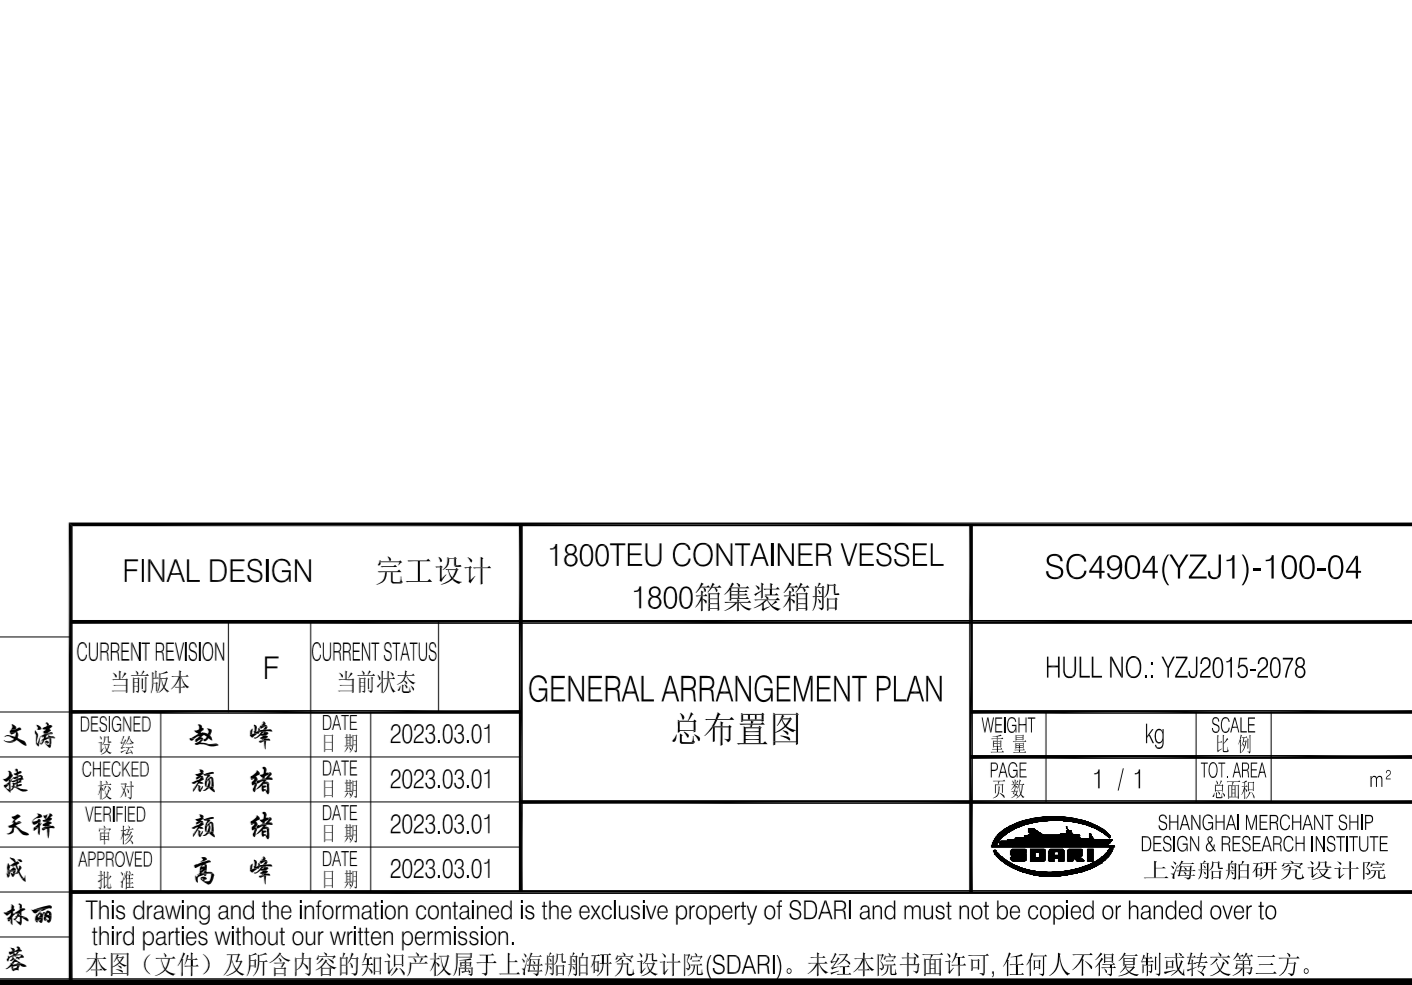 FINAL DESIGN 完工设计
1800TEU CONTAINER VESSEL
1800箱集装箱船
SC4904(YZJ1)-100-04
CURRENT REVISION
当前版本
F
CURRENT STATUS
当前状态
GENERAL ARRANGEMENT PLAN
总布置图
HULL NO.: YZJ2015-2078
文涛
DESIGNED
设绘
赵峰
DATE
日期
2023.03.01
WEIGHT
重量
kg
SCALE
比例
捷
CHECKED
校对
颜绪
DATE
日期
2023.03.01
PAGE
页数
1 / 1
TOT. AREA
总面积
m²
天祥
VERIFIED
审核
颜绪
DATE
日期
2023.03.01
成
APPROVED
批准
高峰
DATE
日期
2023.03.01
SDARI
SHANGHAI MERCHANT SHIP
DESIGN & RESEARCH INSTITUTE
上海船舶研究设计院
林丽
蓉
This drawing and the information contained is the exclusive property of SDARI and must not be copied or handed over to
third parties without our written permission.
本图（文件）及所含内容的知识产权属于上海船舶研究设计院(SDARI)。未经本院书面许可, 任何人不得复制或转交第三方。